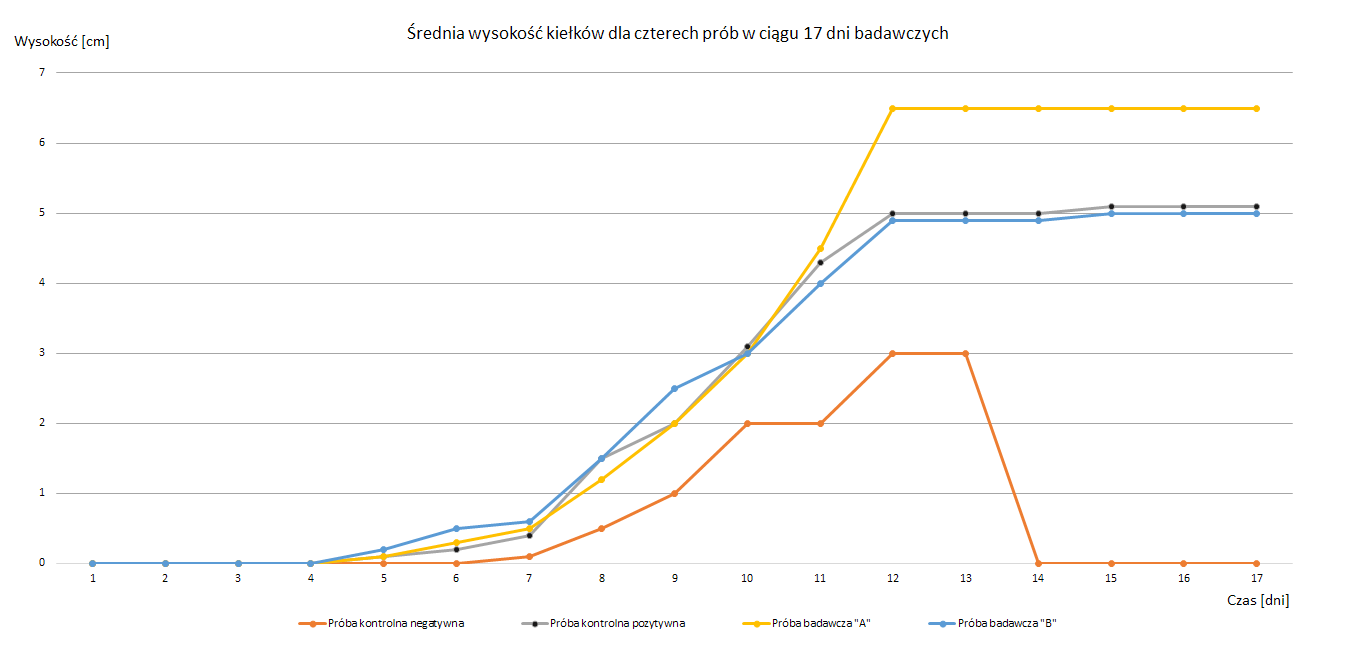 Średnia wysokość kiełków dla czterech prób w ciągu 17 dni badawczych
Wysokość [cm]
7
6
5
4
3
2
1
0
1 2 3 4 5 6 7 8 9 10 11 12 13 14 15 16 17
Czas [dni]
Próba kontrolna negatywna Próba kontrolna pozytywna Próba badawcza "A" Próba badawcza "B"